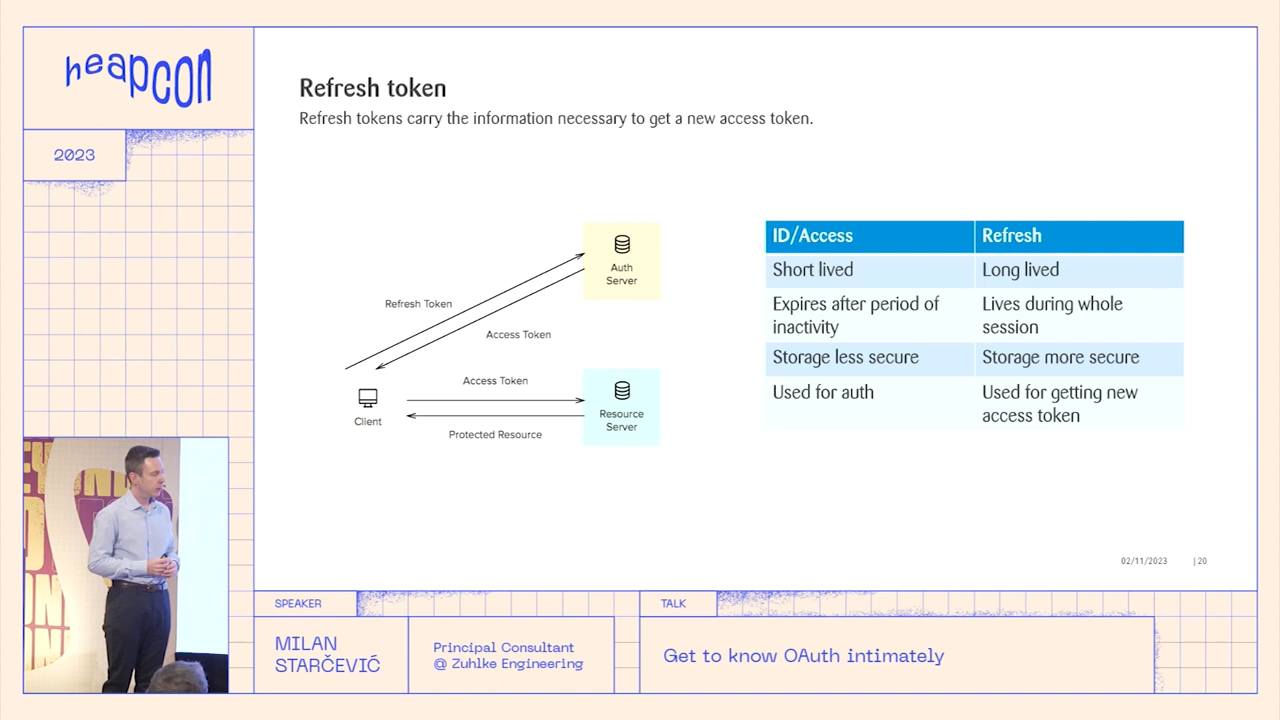 heapcon
2023
Refresh token
Refresh tokens carry the information necessary to get a new access token.
Auth
Server
Refresh Token
Access Token
Access Token
Client
Resource
Server
Protected Resource
ID/Access
Refresh
Short lived
Long lived
Expires after period of
inactivity
Lives during whole
session
Storage less secure
Storage more secure
Used for auth
Used for getting new
access token
02/11/2023
| 20
SPEAKER
MILAN
STARČEVIĆ
Principal Consultant
@ Zuhlke Engineering
TALK
Get to know OAuth intimately